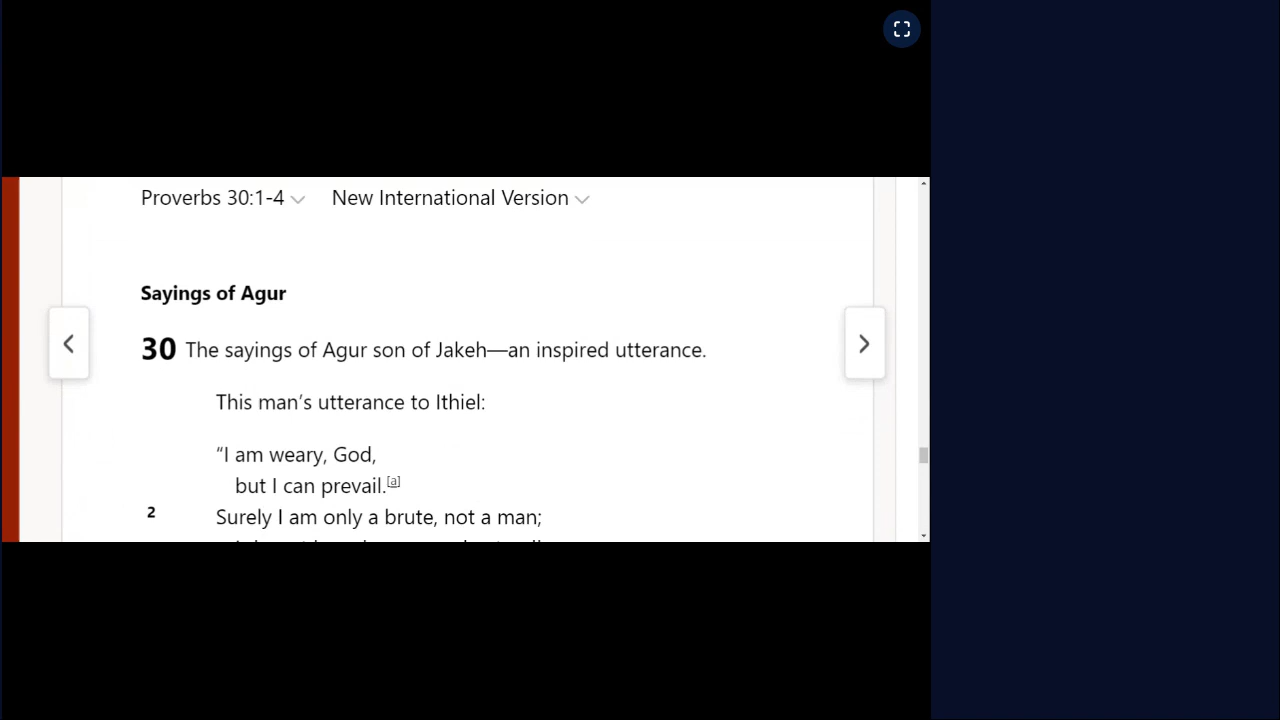 Proverbs 30:1-4 New International Version
Sayings of Agur
30 The sayings of Agur son of Jakeh—an inspired utterance.
This man’s utterance to Ithiel:
“I am weary, God,
but I can prevail.[a]
2 Surely I am only a brute, not a man;